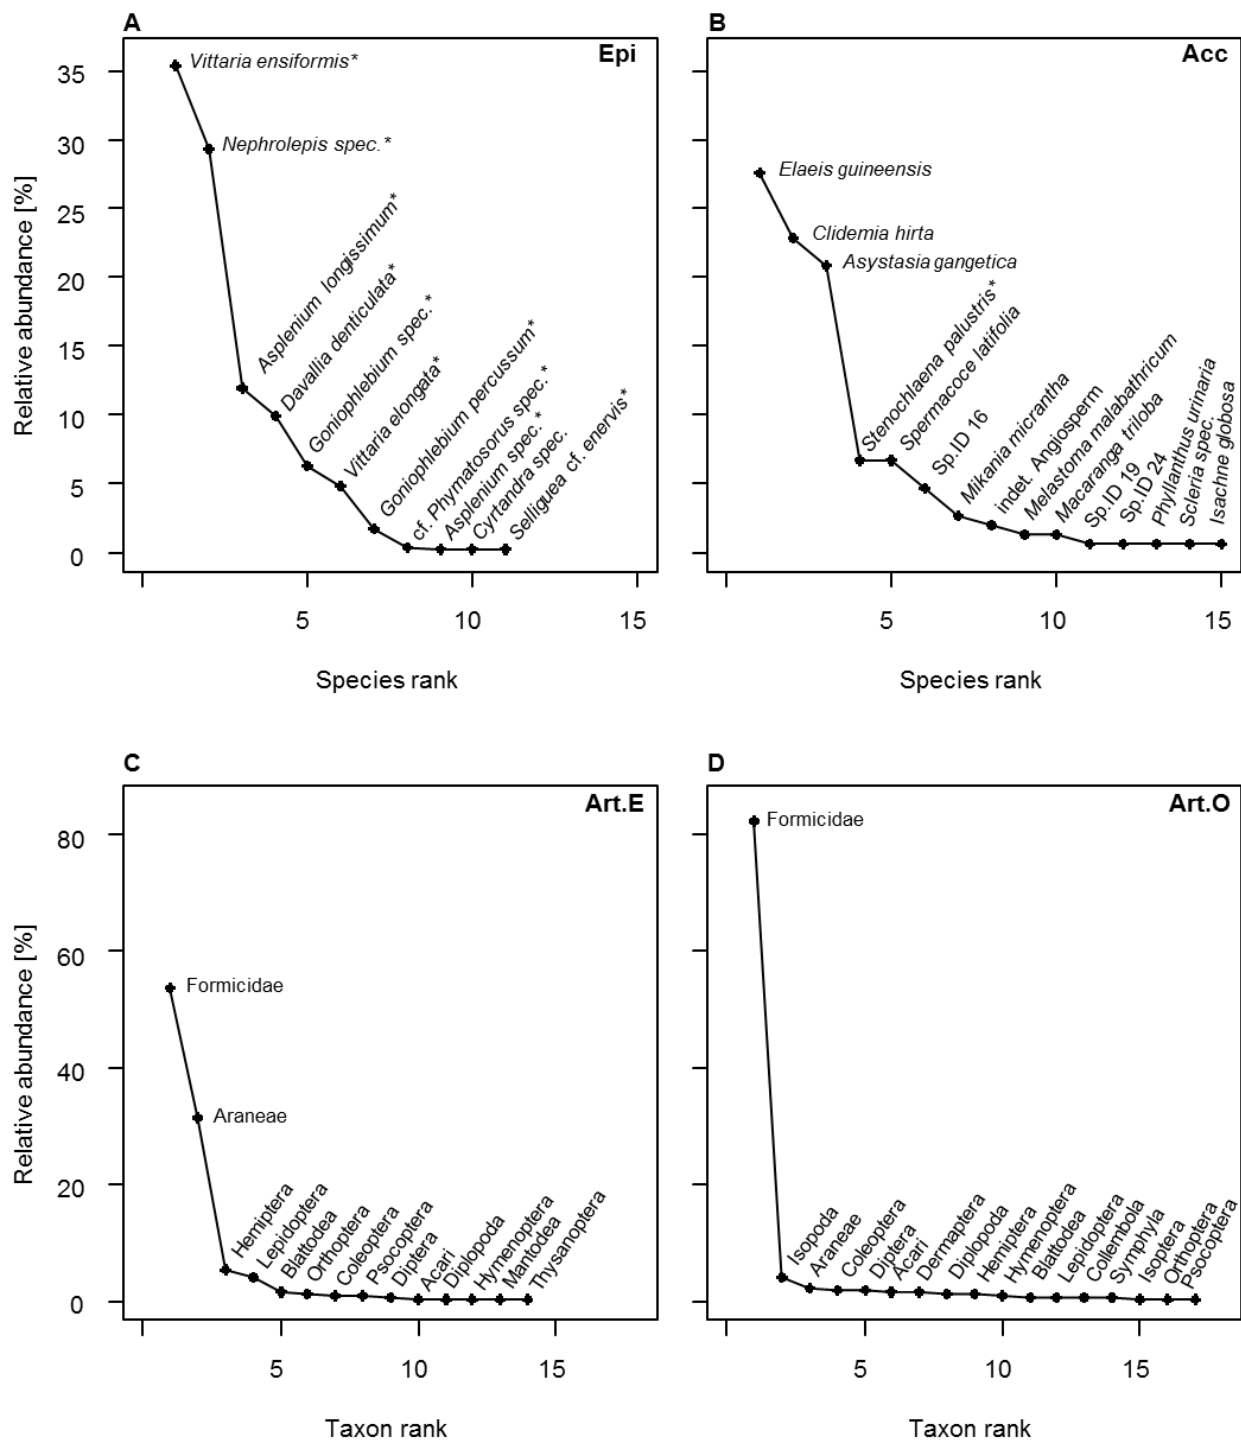 A
Epi
Relative abundance [%]
35
30
25
20
15
10
5
0
Vittaria ensiformis*
Nephrolepis spec.*
Asplenium longissimum*
Davallia denticulata*
Goniophlebium spec.*
Vittaria elongata*
Goniophlebium percussum*
cf. Phymatosorus spec.*
Asplenium spec.*
Cyrtandra spec.
Selliguea cf. enervis*
5
10
15
Species rank
B
Acc
Elaeis guineensis
Clidemia hirta
Asystasia gangetica
Stenochlaena palustris*
Spermacoce latifolia
Sp.ID 16
Mikania micrantha
indet. Angiosperm
Melastoma malabathricum
Macaranga triloba
Sp.ID 19
Sp.ID 24
Phyllanthus urinaria
Scleria spec.
Isachne globosa
5
10
15
Species rank
C
Art.E
Relative abundance [%]
80
60
40
20
0
Formicidae
Araneae
Hemiptera
Lepidoptera
Blattodea
Orthoptera
Coleoptera
Psocoptera
Diptera
Acari
Diplopoda
Hymenoptera
Mantodea
Thysanoptera
5
10
15
Taxon rank
D
Art.O
Formicidae
Isopoda
Araneae
Coleoptera
Diptera
Acari
Dermaptera
Diplopoda
Hemiptera
Hymenoptera
Blattodea
Lepidoptera
Collembola
Symphyla
Isoptera
Orthoptera
Psocoptera
5
10
15
Taxon rank